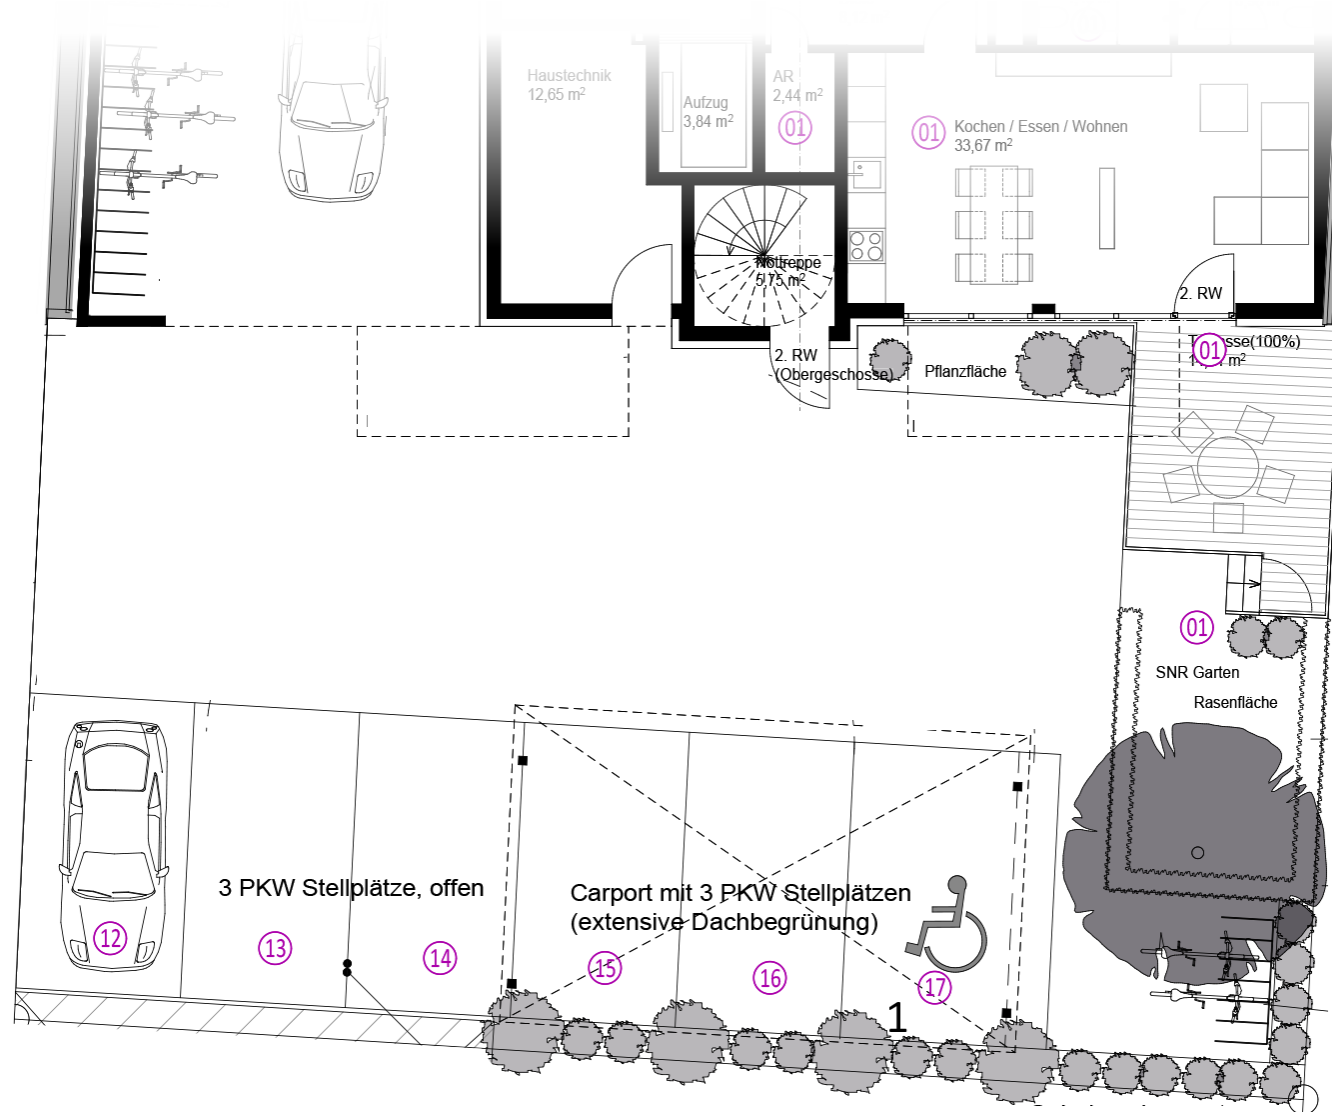 Haustechnik
12,65 m²
Aufzug
3,84 m²
AR
2,44 m²
01
01
Kochen / Essen / Wohnen
33,67 m²
Nottreppe
5,75 m²
2. RW
2. RW
(Obergeschosse)
Pflanzfläche
01
(100%)
m²
01
SNR Garten
Rasenfläche
3 PKW Stellplätze, offen
Carport mit 3 PKW Stellplätzen
(extensive Dachbegrünung)
12
13
14
15
16
17
1